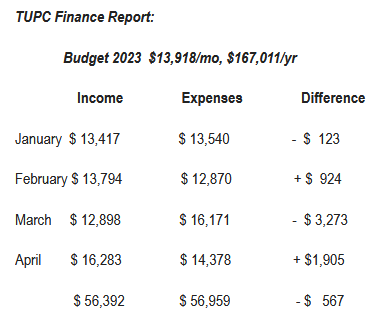 TUPC Finance Report:
Budget 2023 $13,918/mo, $167,011/yr
Income Expenses Difference
January $ 13,417 $ 13,540 - $ 123
February $ 13,794 $ 12,870 + $ 924
March $ 12,898 $ 16,171 - $ 3,273
April $ 16,283 $ 14,378 + $1,905
$ 56,392 $ 56,959 - $ 567